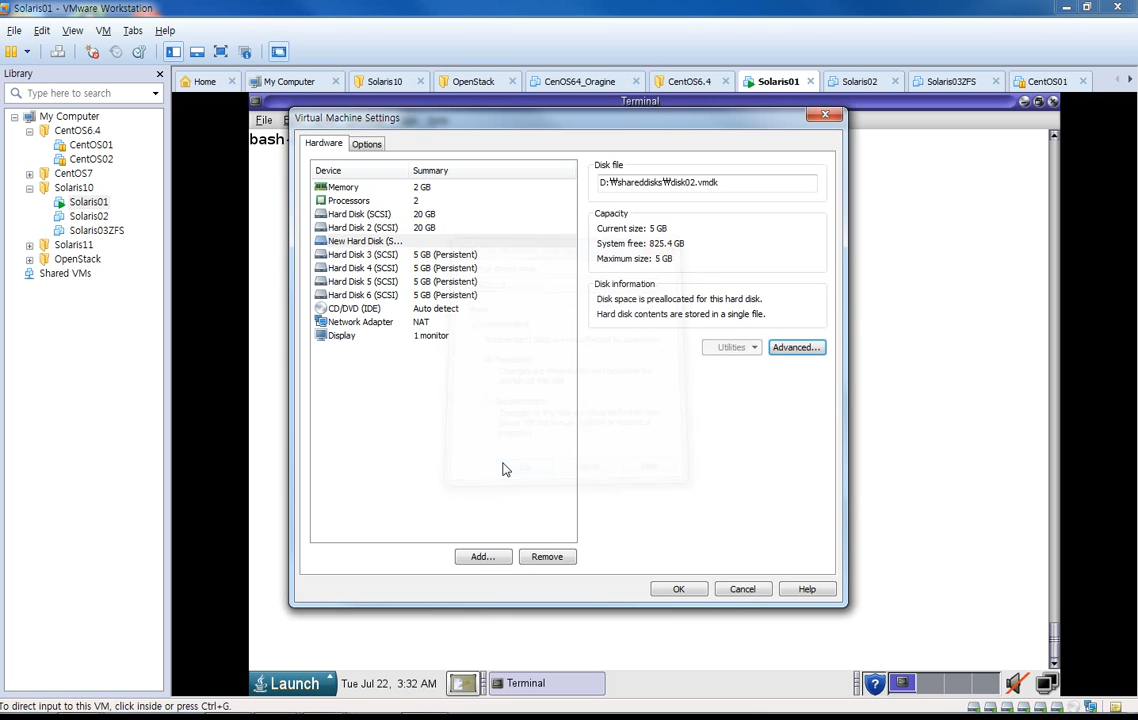 Solaris01 - VMware Workstation
File Edit View VM Tabs Help
Library
Type here to search
My Computer
CentOS6.4
CentOS01
CentOS02
CentOS7
Solaris10
Solaris01
Solaris02
Solaris03ZFS
Solaris11
OpenStack
Shared VMs
Home My Computer Solaris10 OpenStack CenOS64_Oragine CentOS6.4 Solaris01 Solaris02 Solaris03ZFS CentOS01
Terminal
File
bash-
Virtual Machine Settings
Hardware Options
Device Summary
Memory 2 GB
Processors 2
Hard Disk (SCSI) 20 GB
Hard Disk 2 (SCSI) 20 GB
New Hard Disk (S...
Hard Disk 3 (SCSI) 5 GB (Persistent)
Hard Disk 4 (SCSI) 5 GB (Persistent)
Hard Disk 5 (SCSI) 5 GB (Persistent)
Hard Disk 6 (SCSI) 5 GB (Persistent)
CD/DVD (IDE) Auto detect
Network Adapter NAT
Display 1 monitor
Add... Remove
Disk file
D:₩shareddisks₩disk02.vmdk
Capacity
Current size: 5 GB
System free: 825.4 GB
Maximum size: 5 GB
Disk information
Disk space is preallocated for this hard disk.
Hard disk contents are stored in a single file.
Utilities Advanced...
OK Cancel Help
Launch Tue Jul 22, 3:32 AM Terminal
To direct input to this VM, click inside or press Ctrl+G.